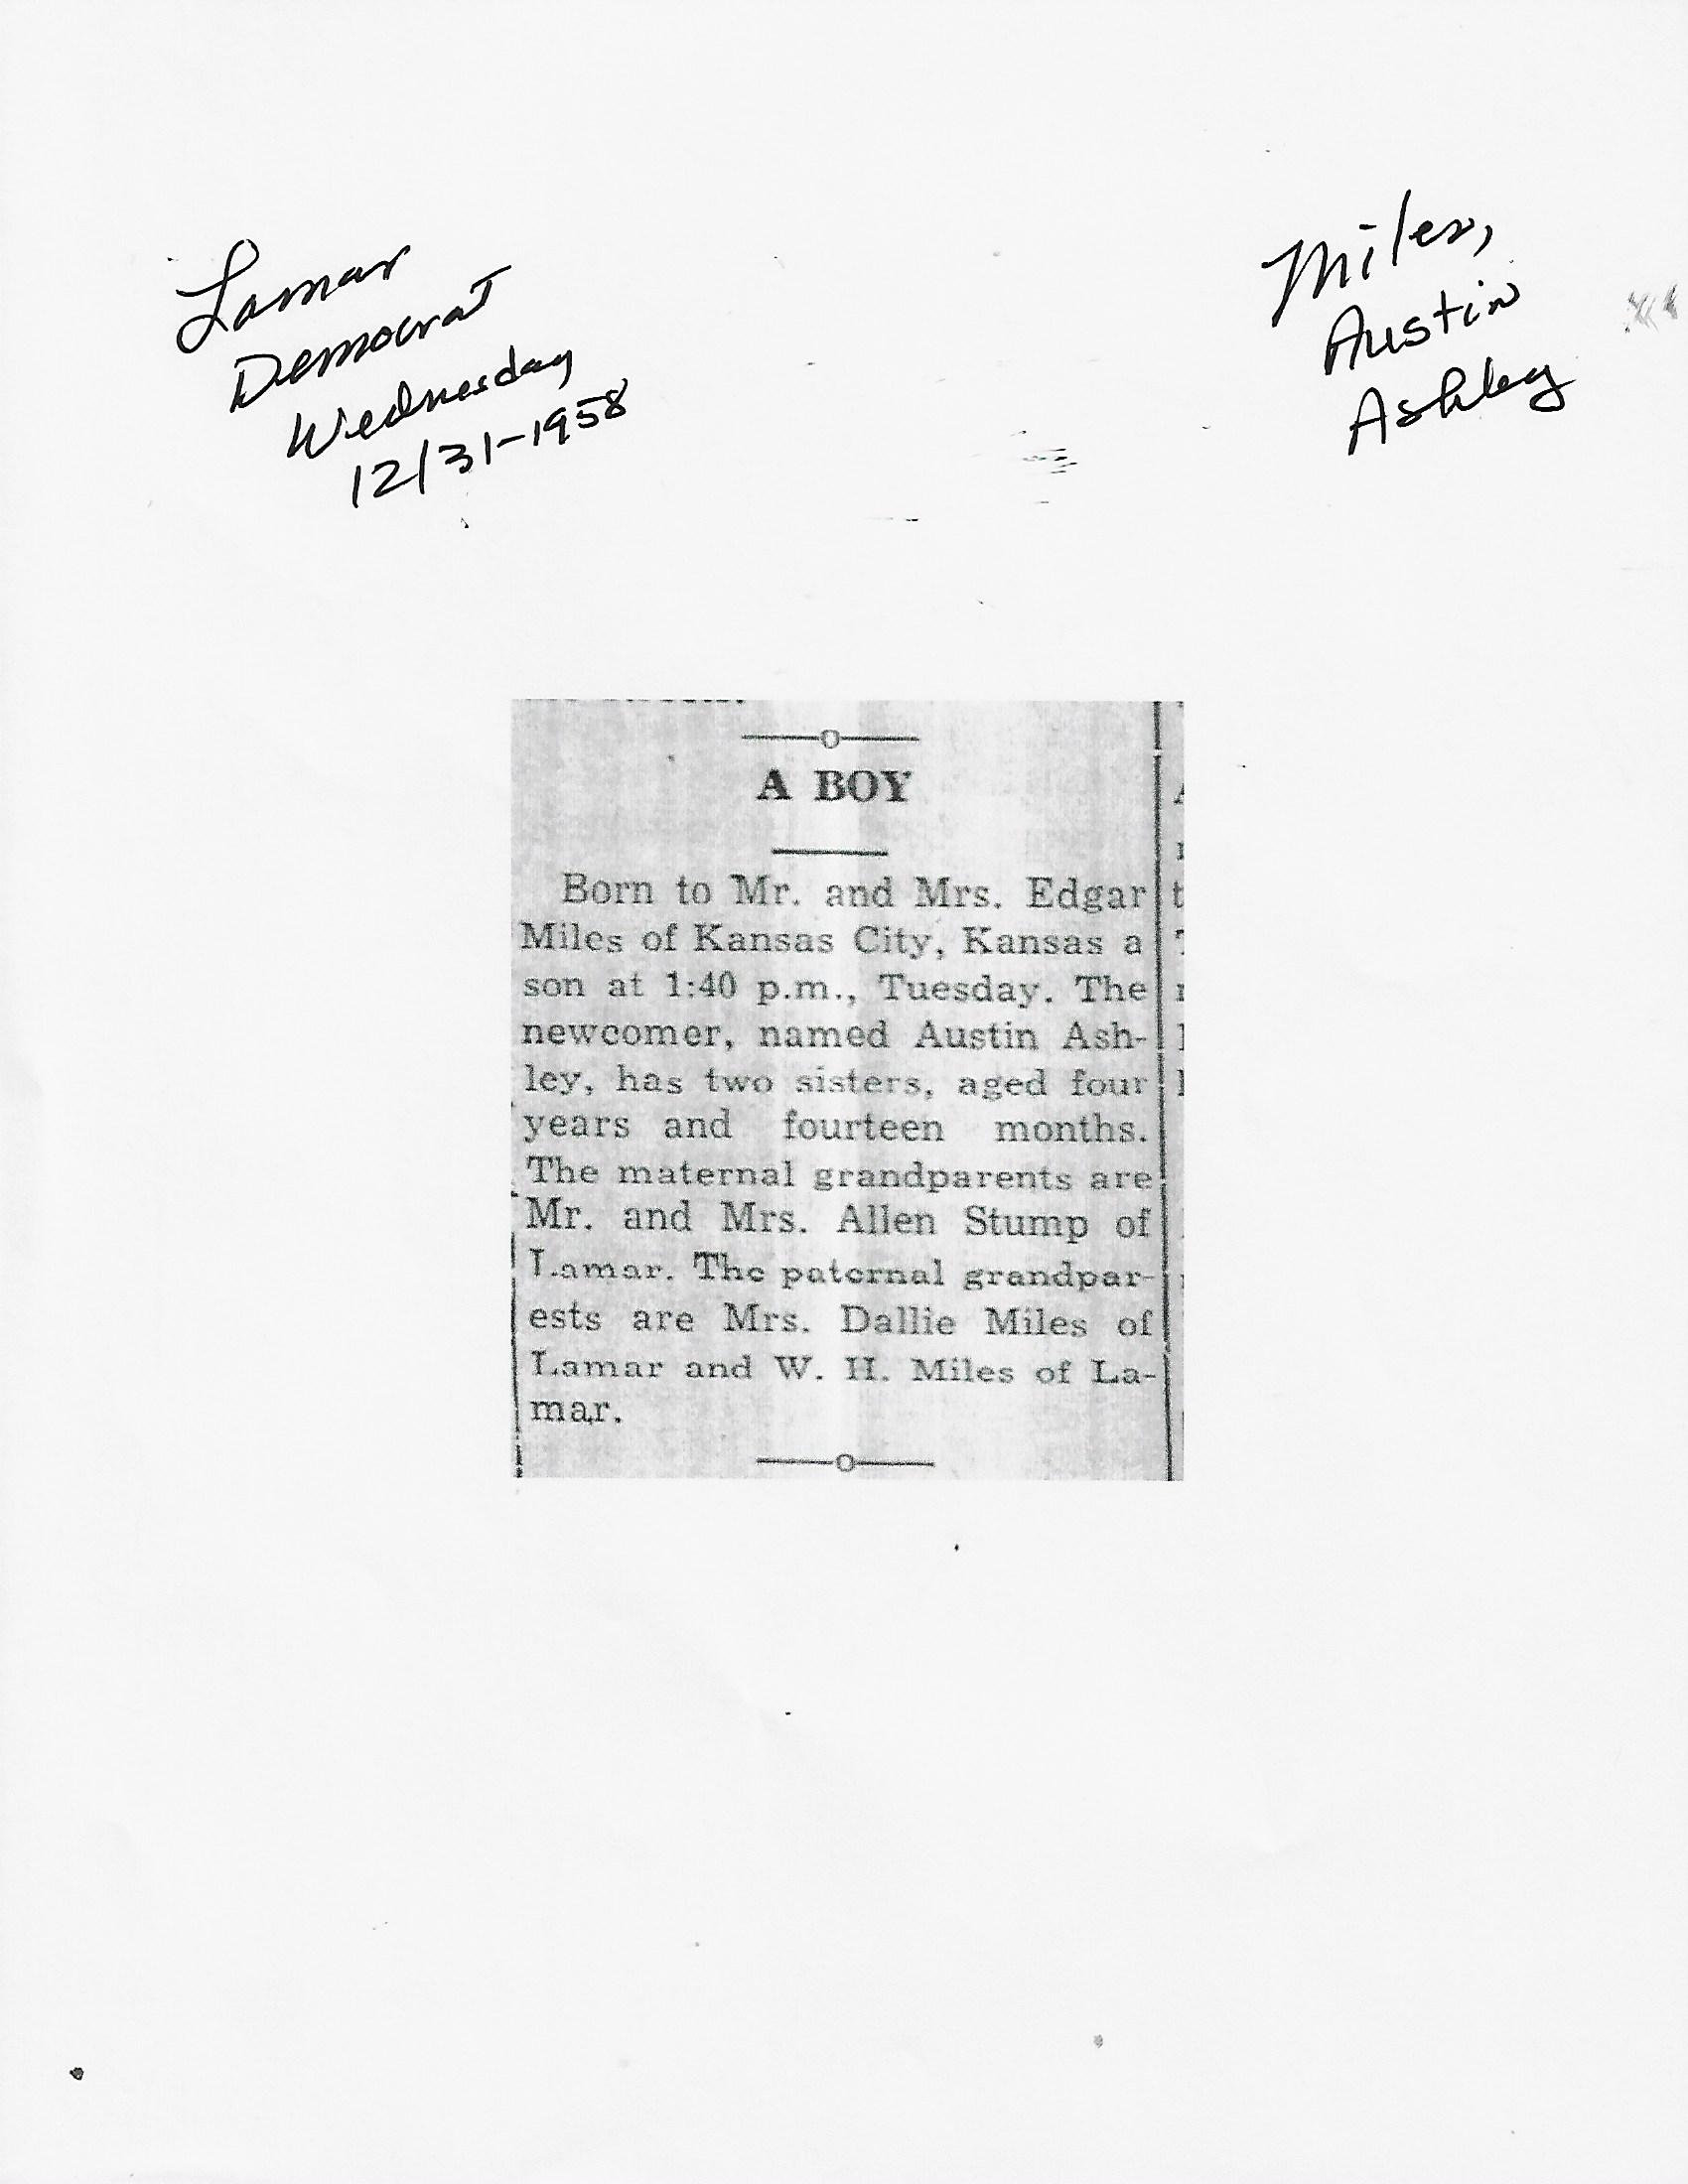 Lamar
Democrat
Wednesday
12/31-1958
Miles,
Austin
Ashley
A BOY
Born to Mr. and Mrs. Edgar
Miles of Kansas City, Kansas a
son at 1:40 p.m., Tuesday. The
newcomer, named Austin Ash-
ley, has two sisters, aged four
years and fourteen months.
The maternal grandparents are
Mr. and Mrs. Allen Stump of
Lamar. The paternal grandpar-
ests are Mrs. Dallie Miles of
Lamar and W. H. Miles of La-
mar.